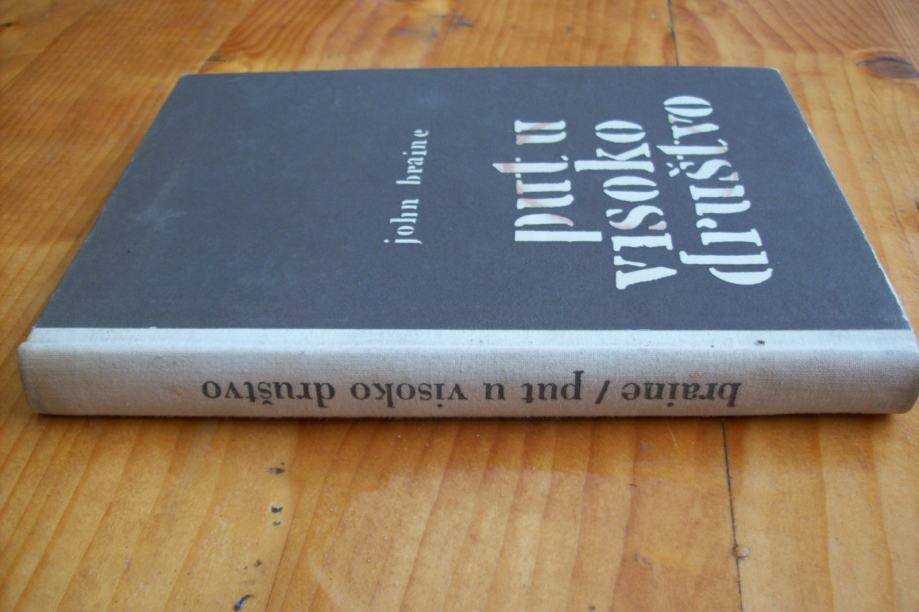 john braine
put u
visoko
društvo
braine / put u visoko društvo